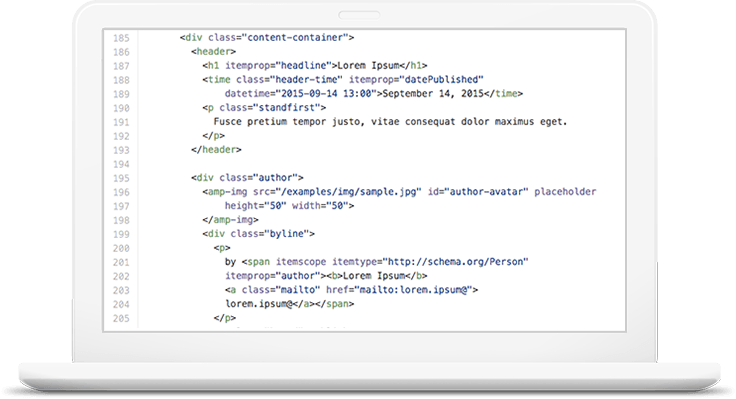 185 <div class="content-container">
186 <header>
187 <h1 itemprop="headline">Lorem Ipsum</h1>
188 <time class="header-time" itemprop="datePublished"
189 datetime="2015-09-14 13:00">September 14, 2015</time>
190 <p class="standfirst">
191 Fusce pretium tempor justo, vitae consequat dolor maximus eget.
192 </p>
193 </header>
194
195 <div class="author">
196 <amp-img src="/examples/img/sample.jpg" id="author-avatar" placeholder
197 height="50" width="50">
198 </amp-img>
199 <div class="byline">
200 <p>
201 by <span itemscope itemtype="http://schema.org/Person"
202 itemprop="author"><b>Lorem Ipsum</b>
203 <a class="mailto" href="mailto:lorem.ipsum@">
204 lorem.ipsum@</a></span>
205 </p>